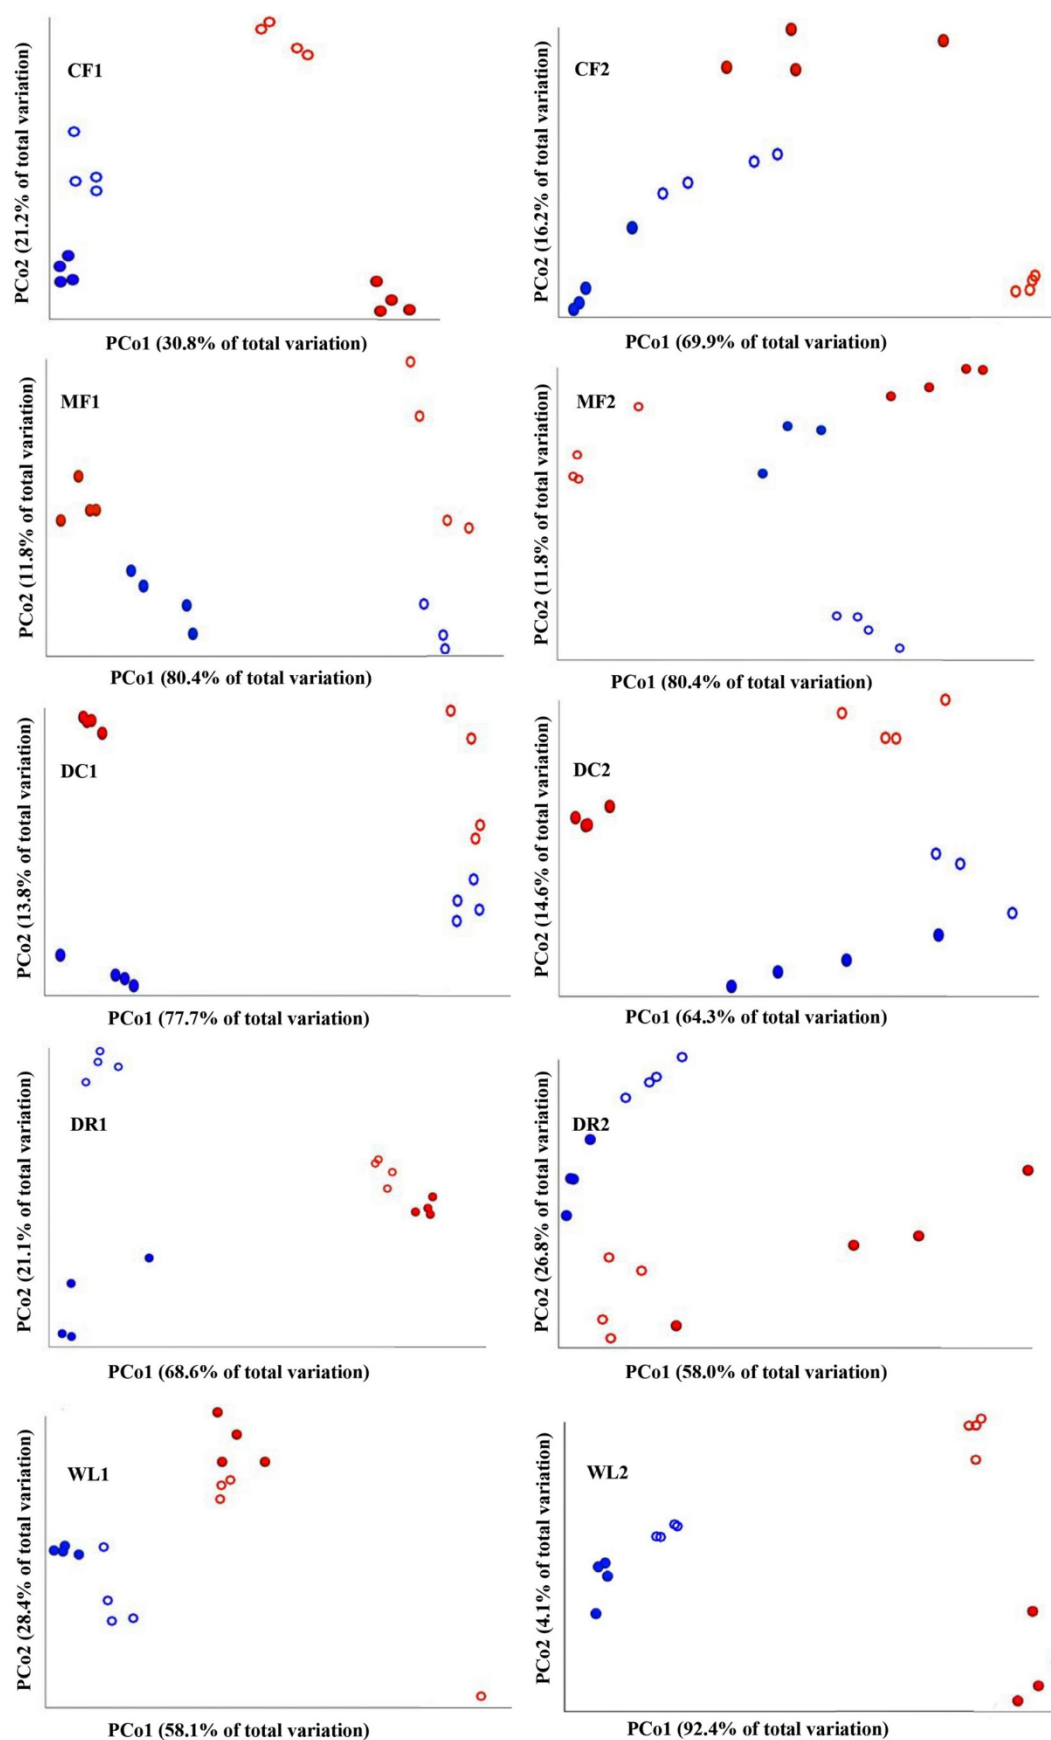 CF1
PCo2 (21.2% of total variation)
PCo1 (30.8% of total variation)
CF2
PCo2 (16.2% of total variation)
PCo1 (69.9% of total variation)
MF1
PCo2 (11.8% of total variation)
PCo1 (80.4% of total variation)
MF2
PCo2 (11.8% of total variation)
PCo1 (80.4% of total variation)
DC1
PCo2 (13.8% of total variation)
PCo1 (77.7% of total variation)
DC2
PCo2 (14.6% of total variation)
PCo1 (64.3% of total variation)
DR1
PCo2 (21.1% of total variation)
PCo1 (68.6% of total variation)
DR2
PCo2 (26.8% of total variation)
PCo1 (58.0% of total variation)
WL1
PCo2 (28.4% of total variation)
PCo1 (58.1% of total variation)
WL2
PCo2 (4.1% of total variation)
PCo1 (92.4% of total variation)